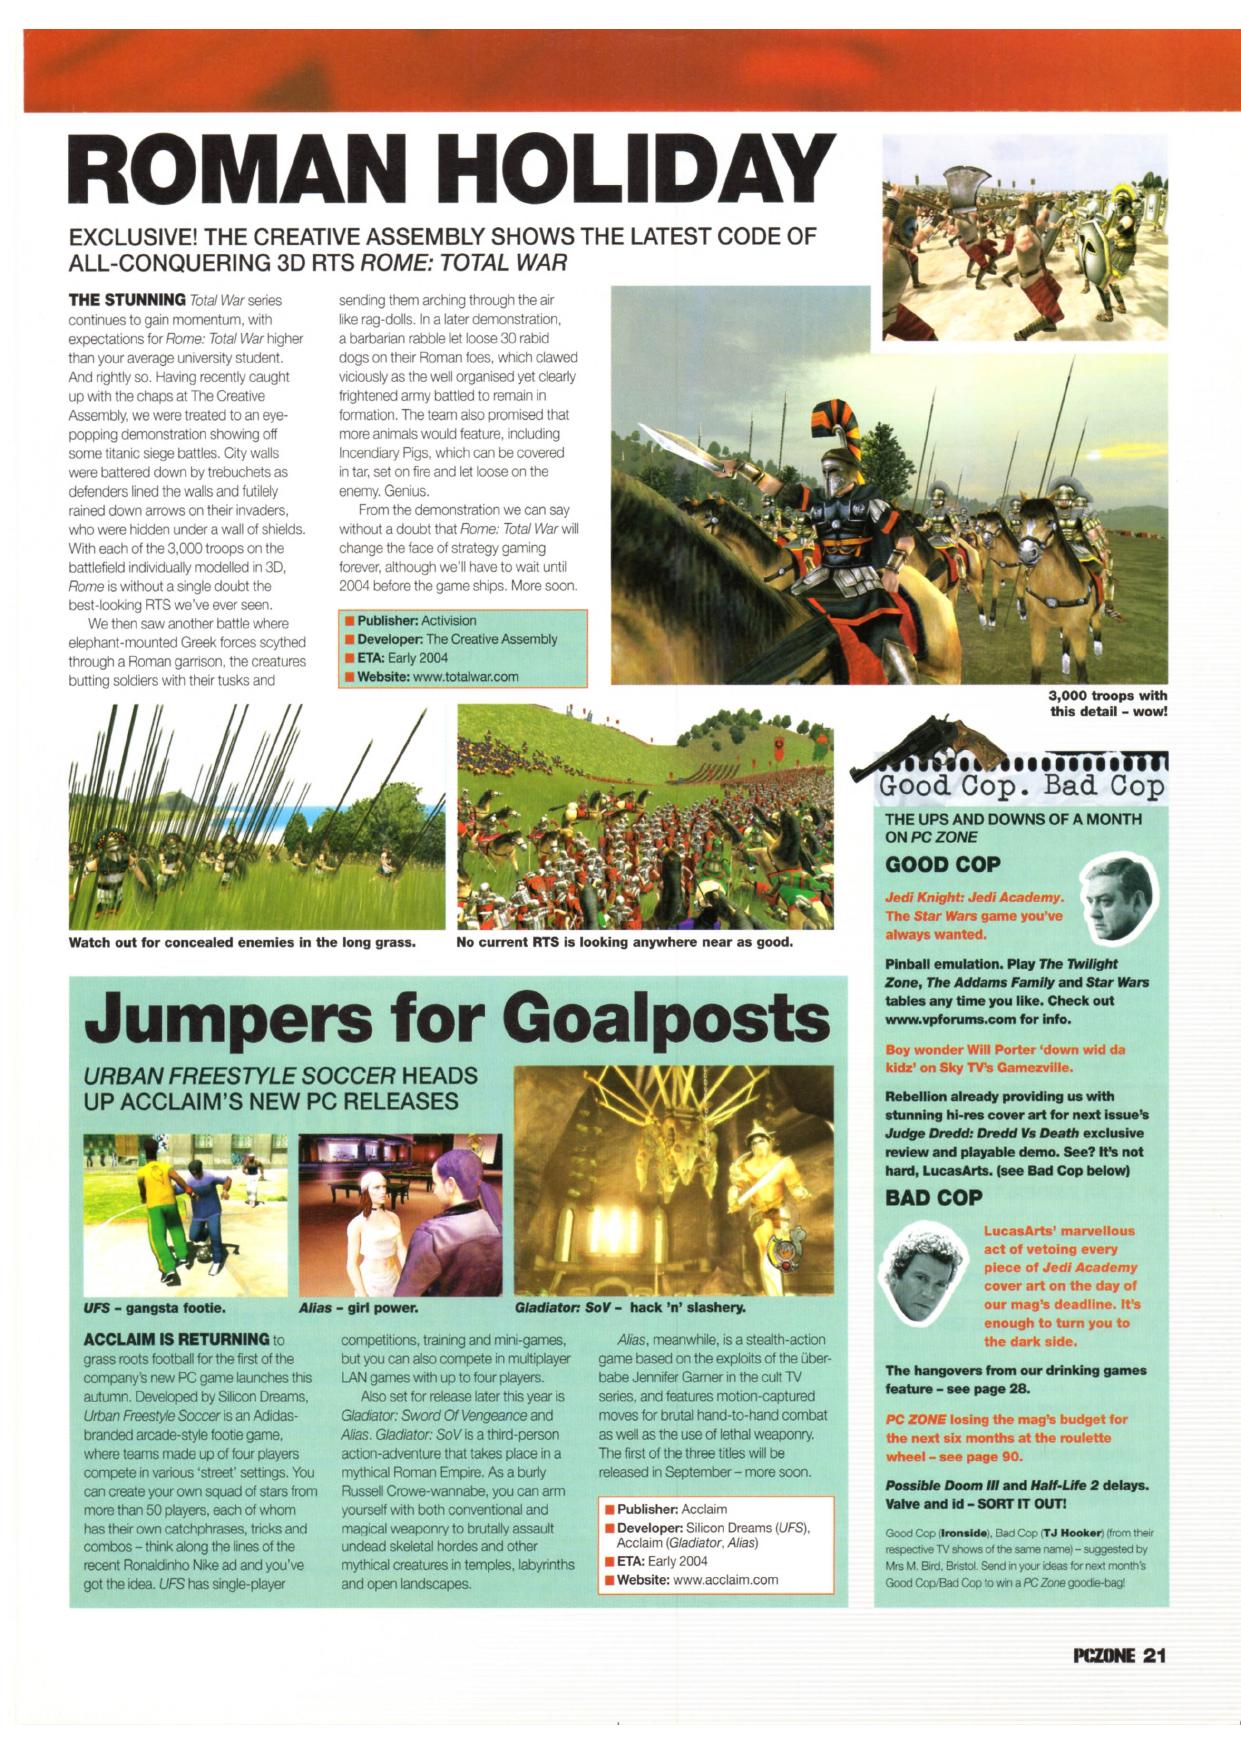 ROMAN HOLIDAY
EXCLUSIVE! THE CREATIVE ASSEMBLY SHOWS THE LATEST CODE OF
ALL-CONQUERING 3D RTS ROME: TOTAL WAR
THE STUNNING Total War series
continues to gain momentum, with
expectations for Rome: Total War higher
than your average university student.
And rightly so. Having recently caught
up with the chaps at The Creative
Assembly, we were treated to an eye-
popping demonstration showing off
some titanic siege battles. City walls
were battered down by trebuchets as
defenders lined the walls and futilely
rained down arrows on their invaders,
who were hidden under a wall of shields.
With each of the 3,000 troops on the
battlefield individually modelled in 3D,
Rome is without a single doubt the
best-looking RTS we've ever seen.
We then saw another battle where
elephant-mounted Greek forces scythed
through a Roman garrison, the creatures
butting soldiers with their tusks and
sending them arching through the air
like rag-dolls. In a later demonstration,
a barbarian rabble let loose 30 rabid
dogs on their Roman foes, which clawed
viciously as the well organised yet clearly
frightened army battled to remain in
formation. The team also promised that
more animals would feature, including
Incendiary Pigs, which can be covered
in tar, set on fire and let loose on the
enemy. Genius.
From the demonstration we can say
without a doubt that Rome: Total War will
change the face of strategy gaming
forever, although we'll have to wait until
2004 before the game ships. More soon.
Publisher: Activision
Developer: The Creative Assembly
ETA: Early 2004
Website: www.totalwar.com
3,000 troops with
this detail – wow!
Watch out for concealed enemies in the long grass.
No current RTS is looking anywhere near as good.
Jumpers for Goalposts
URBAN FREESTYLE SOCCER HEADS
UP ACCLAIM'S NEW PC RELEASES
UFS – gangsta footie.
Alias – girl power.
Gladiator: SoV – hack 'n' slashery.
ACCLAIM IS RETURNING to
grass roots football for the first of the
company's new PC game launches this
autumn. Developed by Silicon Dreams,
Urban Freestyle Soccer is an Adidas-
branded arcade-style footie game,
where teams made up of four players
compete in various 'street' settings. You
can create your own squad of stars from
more than 50 players, each of whom
has their own catchphrases, tricks and
combos – think along the lines of the
recent Ronaldinho Nike ad and you've
got the idea. UFS has single-player
competitions, training and mini-games,
but you can also compete in multiplayer
LAN games with up to four players.
Also set for release later this year is
Gladiator: Sword Of Vengeance and
Alias. Gladiator: SoV is a third-person
action-adventure that takes place in a
mythical Roman Empire. As a burly
Russell Crowe-wannabe, you can arm
yourself with both conventional and
magical weaponry to brutally assault
undead skeletal hordes and other
mythical creatures in temples, labyrinths
and open landscapes.
Alias, meanwhile, is a stealth-action
game based on the exploits of the über-
babe Jennifer Garner in the cult TV
series, and features motion-captured
moves for brutal hand-to-hand combat
as well as the use of lethal weaponry.
The first of the three titles will be
released in September – more soon.
Publisher: Acclaim
Developer: Silicon Dreams (UFS),
Acclaim (Gladiator, Alias)
ETA: Early 2004
Website: www.acclaim.com
Good Cop. Bad Cop
THE UPS AND DOWNS OF A MONTH
ON PC ZONE
GOOD COP
Jedi Knight: Jedi Academy.
The Star Wars game you've
always wanted.
Pinball emulation. Play The Twilight
Zone, The Addams Family and Star Wars
tables any time you like. Check out
www.vpforums.com for info.
Boy wonder Will Porter 'down wid da
kidz' on Sky TV's Gamezville.
Rebellion already providing us with
stunning hi-res cover art for next issue's
Judge Dredd: Dredd Vs Death exclusive
review and playable demo. See? It's not
hard, LucasArts. (see Bad Cop below)
BAD COP
LucasArts' marvellous
act of vetoing every
piece of Jedi Academy
cover art on the day of
our mag's deadline. It's
enough to turn you to
the dark side.
The hangovers from our drinking games
feature – see page 28.
PC ZONE losing the mag's budget for
the next six months at the roulette
wheel – see page 90.
Possible Doom III and Half-Life 2 delays.
Valve and id – SORT IT OUT!
Good Cop (Ironside), Bad Cop (TJ Hooker) (from their
respective TV shows of the same name) – suggested by
Mrs M. Bird, Bristol. Send in your ideas for next month's
Good Cop/Bad Cop to win a PC Zone goodie-bag!
PCZONE 21